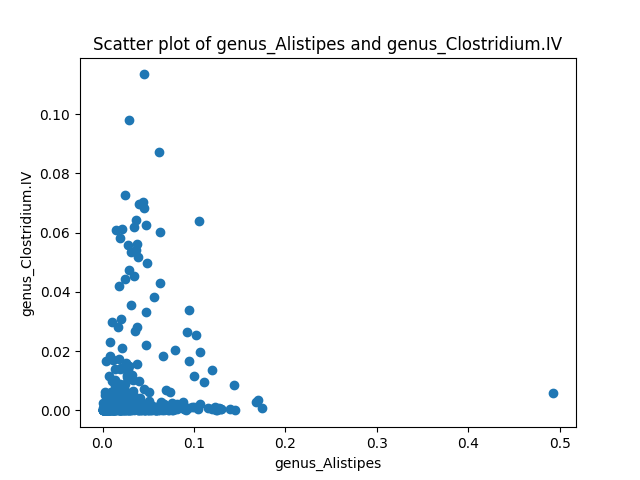 Scatter plot of genus_Alistipes and genus_Clostridium.IV
genus_Clostridium.IV
0.10
0.08
0.06
0.04
0.02
0.00
0.0 0.1 0.2 0.3 0.4 0.5
genus_Alistipes